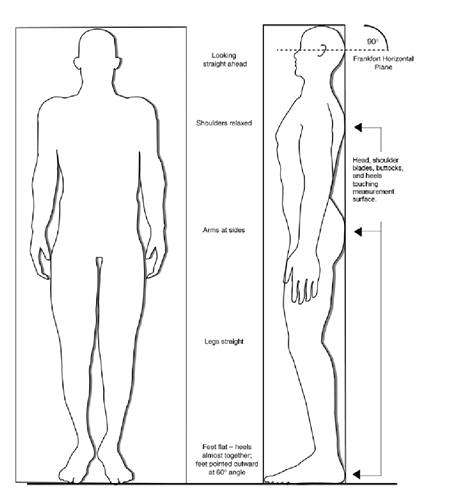 Looking
straight ahead
90°
Frankfort Horizontal
Plane
Shoulders relaxed
Head, shoulder
blades, buttocks,
and heels
touching
measurement
surface.
Arms at sides
Legs straight
Feet flat – heels
almost together;
feet pointed outward
at 60° angle